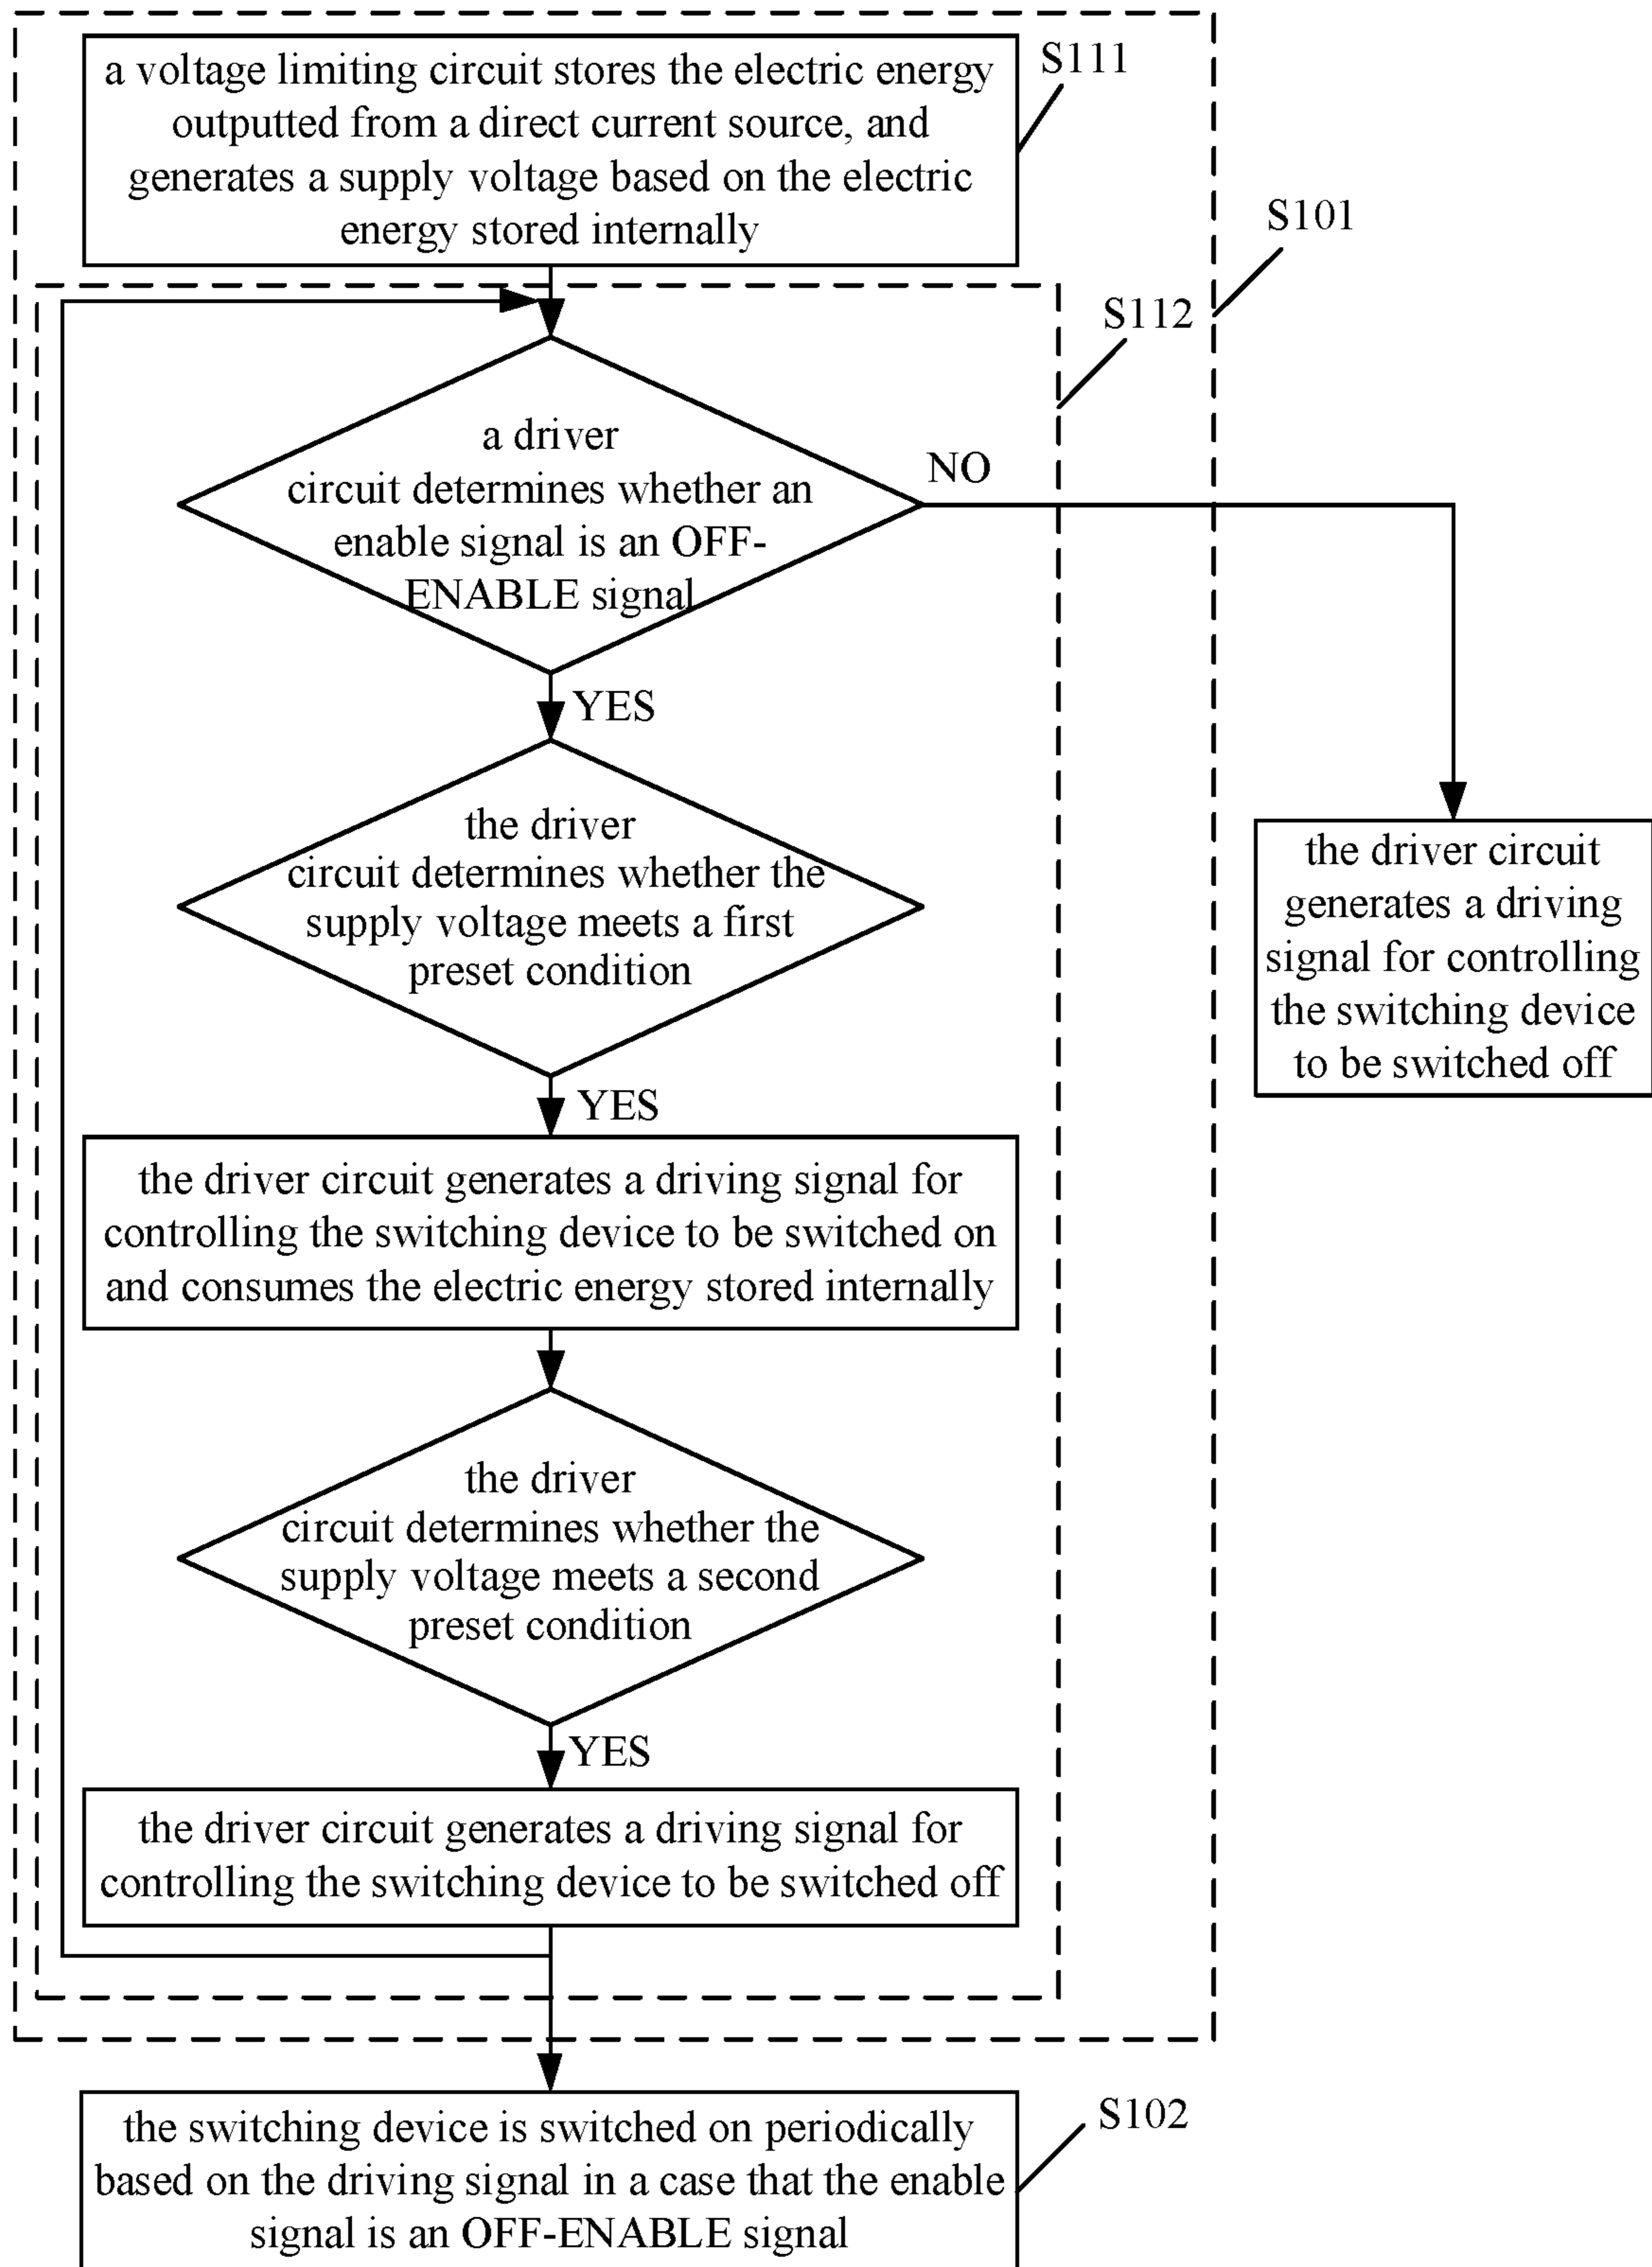 a voltage limiting circuit stores the electric energy
outputted from a direct current source, and
generates a supply voltage based on the electric
energy stored internally
S111
S101
S112
a driver
circuit determines whether an
enable signal is an OFF-
ENABLE signal
NO
YES
the driver
circuit determines whether the
supply voltage meets a first
preset condition
the driver circuit
generates a driving
signal for controlling
the switching device
to be switched off
YES
the driver circuit generates a driving signal for
controlling the switching device to be switched on
and consumes the electric energy stored internally
the driver
circuit determines whether the
supply voltage meets a second
preset condition
YES
the driver circuit generates a driving signal for
controlling the switching device to be switched off
the switching device is switched on periodically
based on the driving signal in a case that the enable
signal is an OFF-ENABLE signal
S102